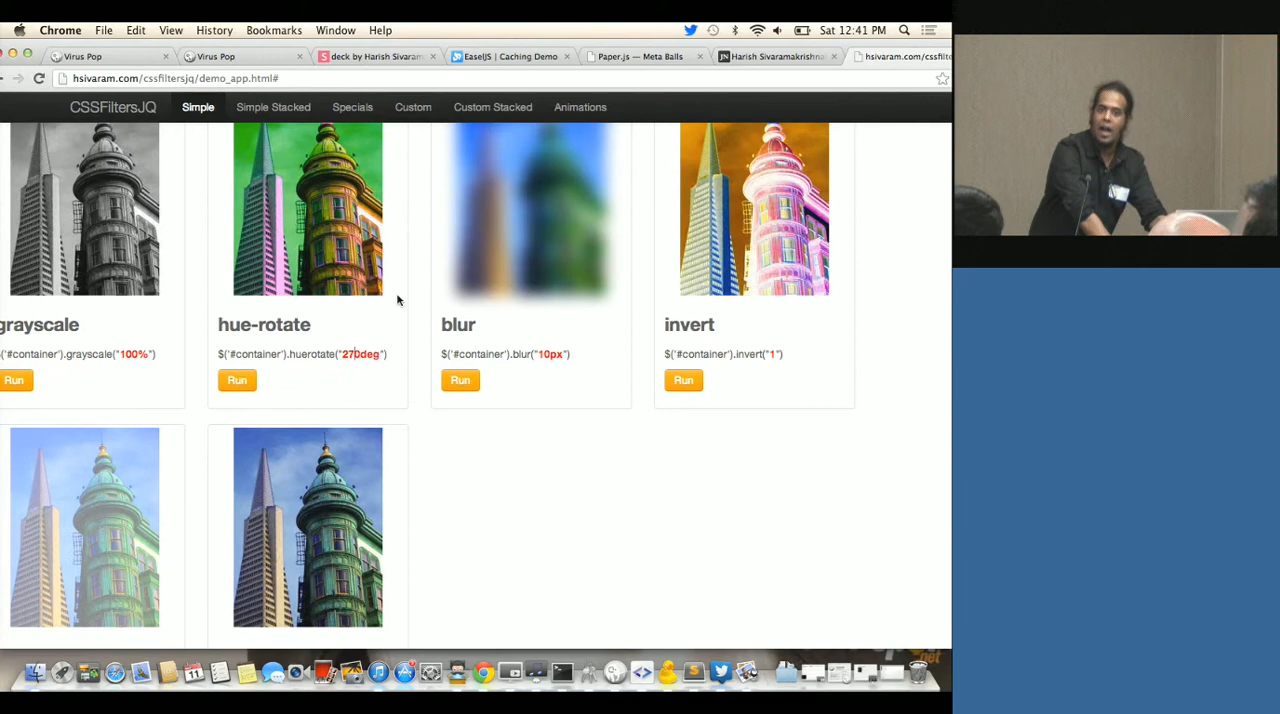 Chrome File Edit View History Bookmarks Window Help Sat 12:41 PM
Virus Pop Virus Pop deck by Harish Sivaram EaselJS | Caching Demo Paper.js — Meta Balls Harish Sivaramakrishna hsivaram.com/cssfiltersjq
hsivaram.com/cssfiltersjq/demo_app.html#
CSSFiltersJQ Simple Simple Stacked Specials Custom Custom Stacked Animations
grayscale hue-rotate blur invert
('#container').grayscale("100%") $('#container').huerotate("270deg") $('#container').blur("10px") $('#container').invert("1")
Run Run Run Run